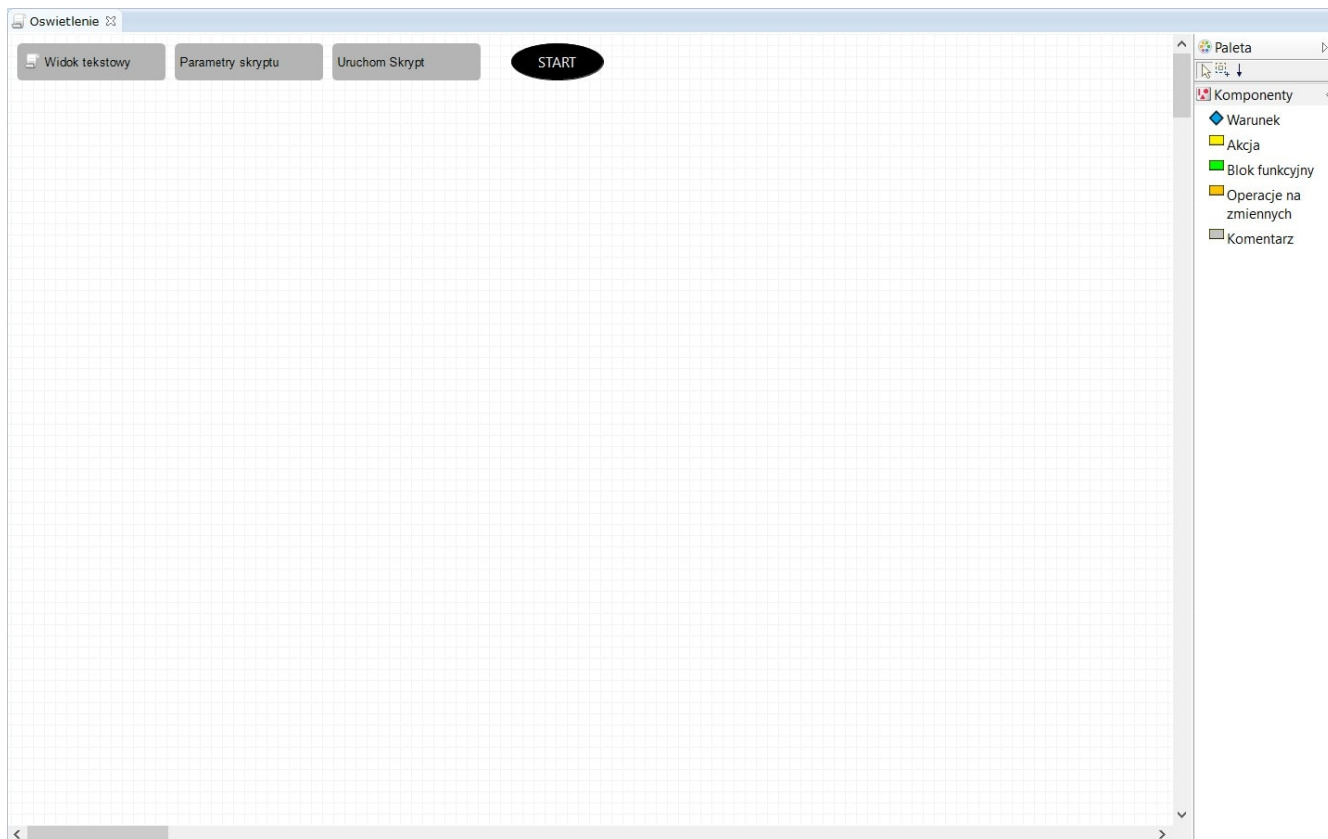 Oswietlenie
Widok tekstowy
Parametry skryptu
Uruchom Skrypt
START
Paleta
Komponenty
Warunek
Akcja
Blok funkcyjny
Operacje na
zmiennych
Komentarz